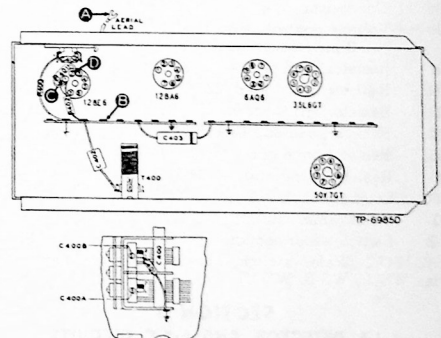 A
AERIAL
LEAD
D
C
B
12BE6
12BA6
6AQ6
35L6GT
C403
T400
50Y7GT
TP-6985D
C400B
C400
C400A